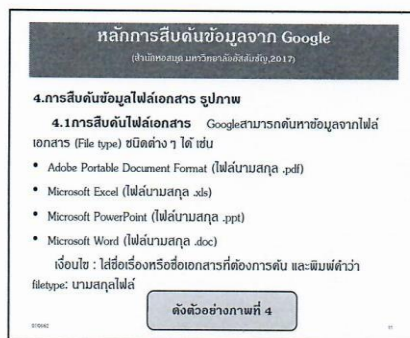 หลักการสืบค้นข้อมูลจาก Google
(สำนักหอสมุด มหาวิทยาลัยอัสสัมชัญ,2017)
4.การสืบค้นข้อมูลไฟล์เอกสาร รูปภาพ
4.1การสืบค้นไฟล์เอกสาร Googleสามารถค้นหาข้อมูลจากไฟล์
เอกสาร (File type) ชนิดต่าง ๆ ได้ เช่น
• Adobe Portable Document Format (ไฟล์นามสกุล .pdf)
• Microsoft Excel (ไฟล์นามสกุล .xls)
• Microsoft PowerPoint (ไฟล์นามสกุล .ppt)
• Microsoft Word (ไฟล์นามสกุล .doc)
เงื่อนไข : ใส่ชื่อเรื่องหรือชื่อเอกสารที่ต้องการค้น และพิมพ์คำว่า
filetype: นามสกุลไฟล์
ดังตัวอย่างภาพที่ 4